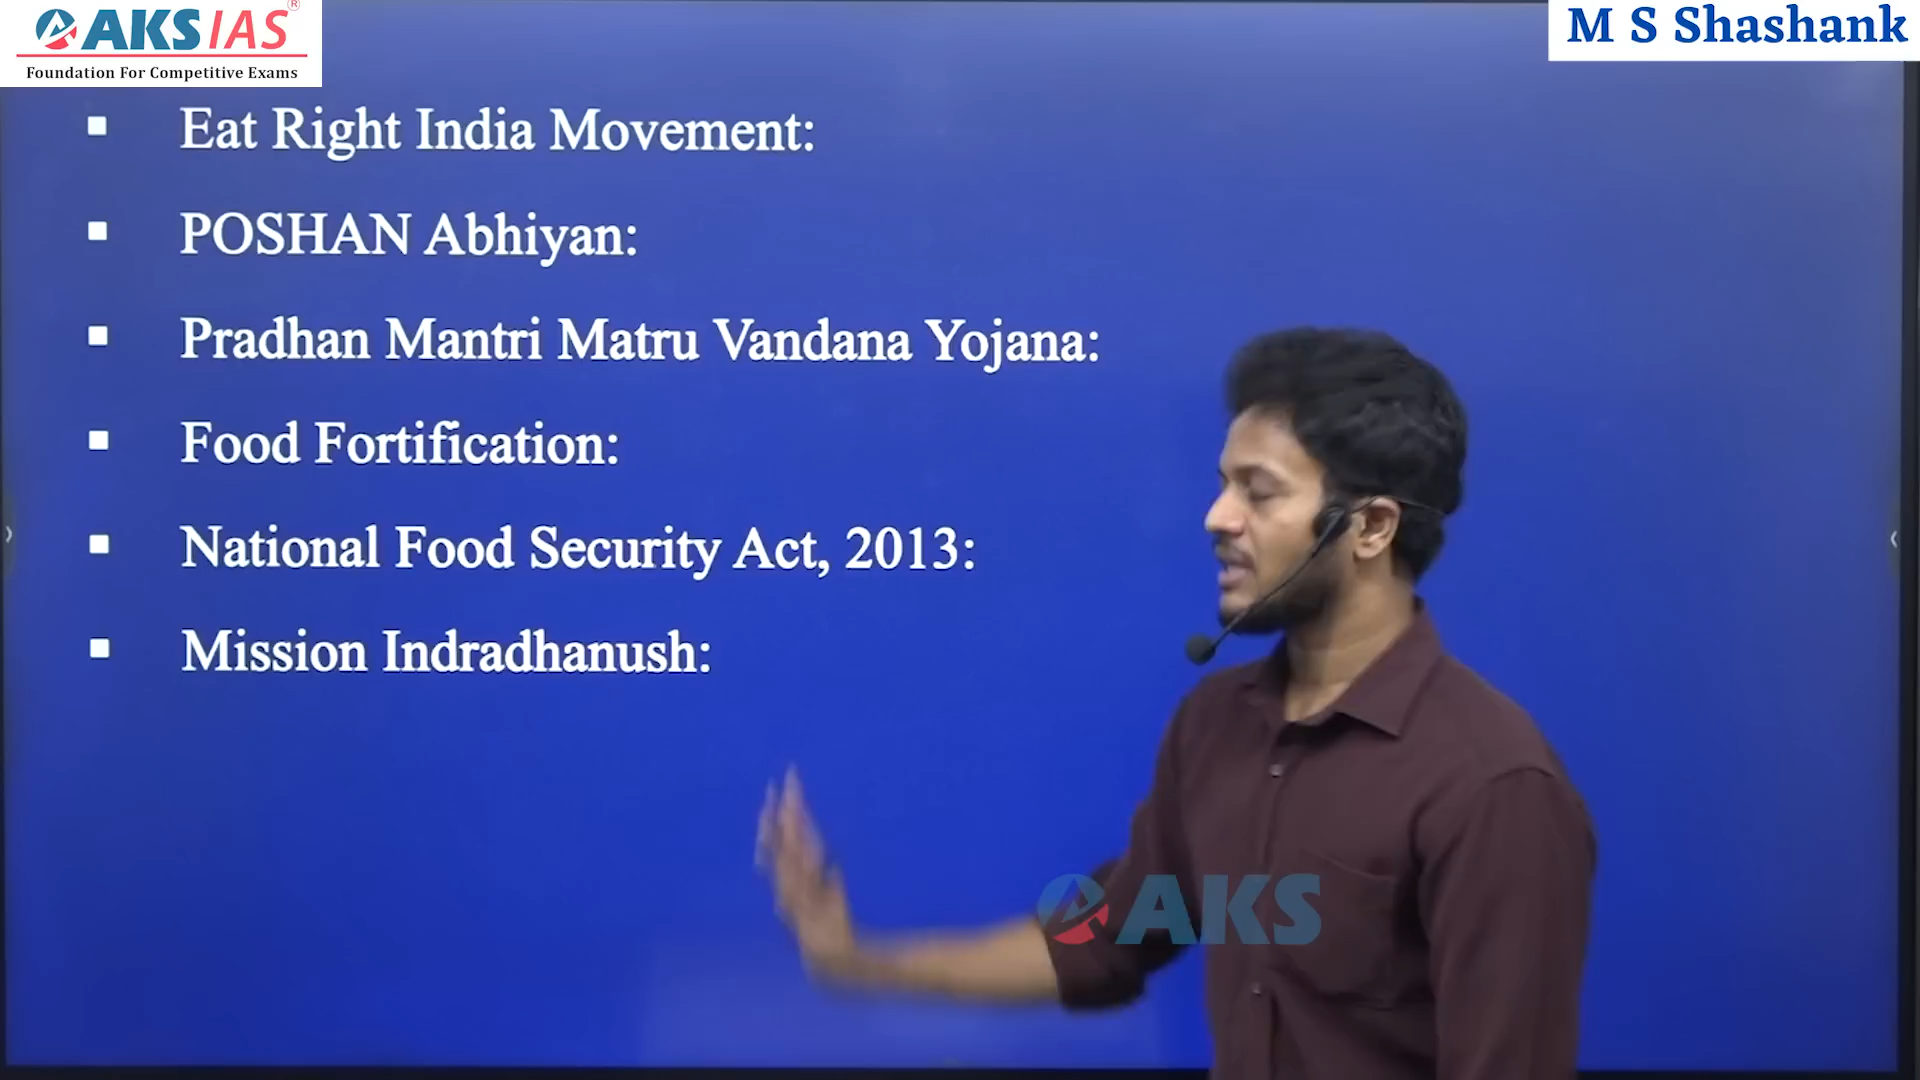 AKS IAS®
Foundation For Competitive Exams
M S Shashank
▪ Eat Right India Movement:
▪ POSHAN Abhiyan:
▪ Pradhan Mantri Matru Vandana Yojana:
▪ Food Fortification:
▪ National Food Security Act, 2013:
▪ Mission Indradhanush:
AKS